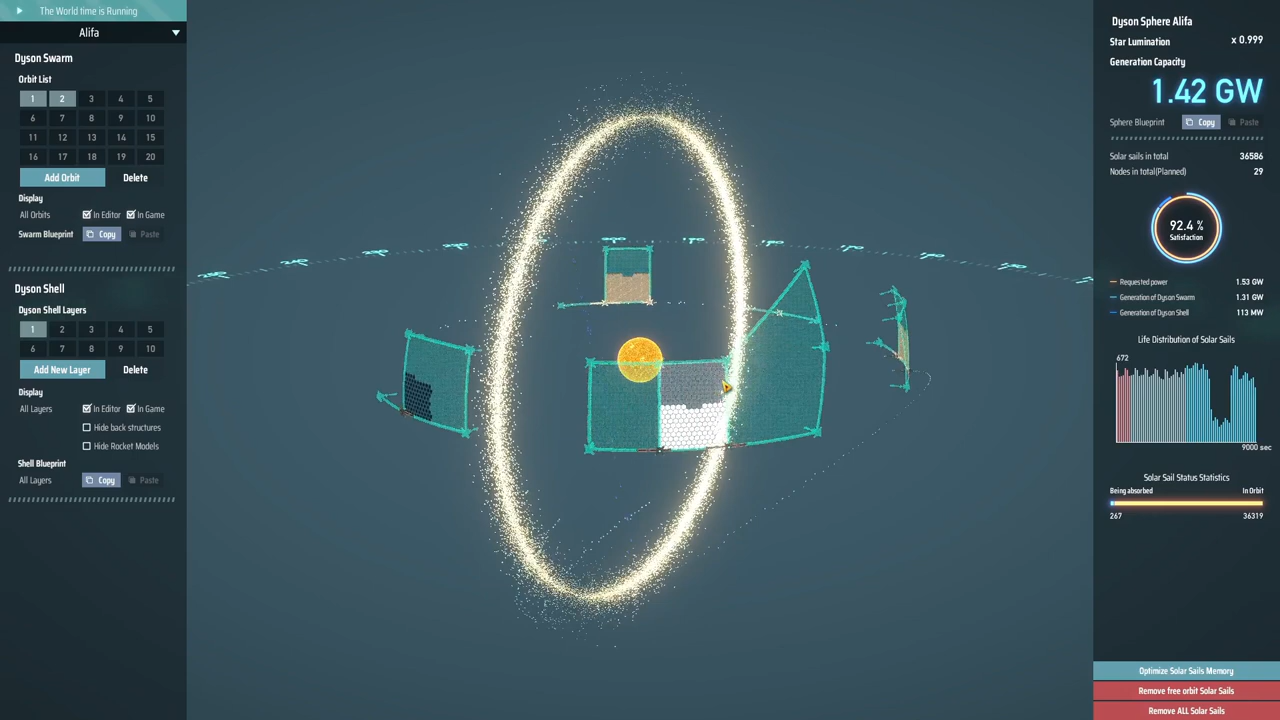 The World time is Running
Alifa
Dyson Swarm
Orbit List
1 2 3 4 5
6 7 8 9 10
11 12 13 14 15
16 17 18 19 20
Add Orbit Delete
Display
All Orbits In Editor In Game
Swarm Blueprint Copy Paste
Dyson Shell
Dyson Shell Layers
1 2 3 4 5
6 7 8 9 10
Add New Layer Delete
Display
All Layers In Editor In Game
Hide back structures
Hide Rocket Models
Shell Blueprint
All Layers Copy Paste
Dyson Sphere Alifa
Star Lumination x 0.999
Generation Capacity
1.42 GW
Sphere Blueprint Copy Paste
Solar sails in total 36586
Nodes in total(Planned) 29
92.4 %
Satisfaction
Requested power 1.53 GW
Generation of Dyson Swarm 1.31 GW
Generation of Dyson Shell 113 MW
Life Distribution of Solar Sails
672
9000 sec
Solar Sail Status Statistics
Being absorbed In Orbit
267 36319
Optimize Solar Sails Memory
Remove free orbit Solar Sails
Remove ALL Solar Sails